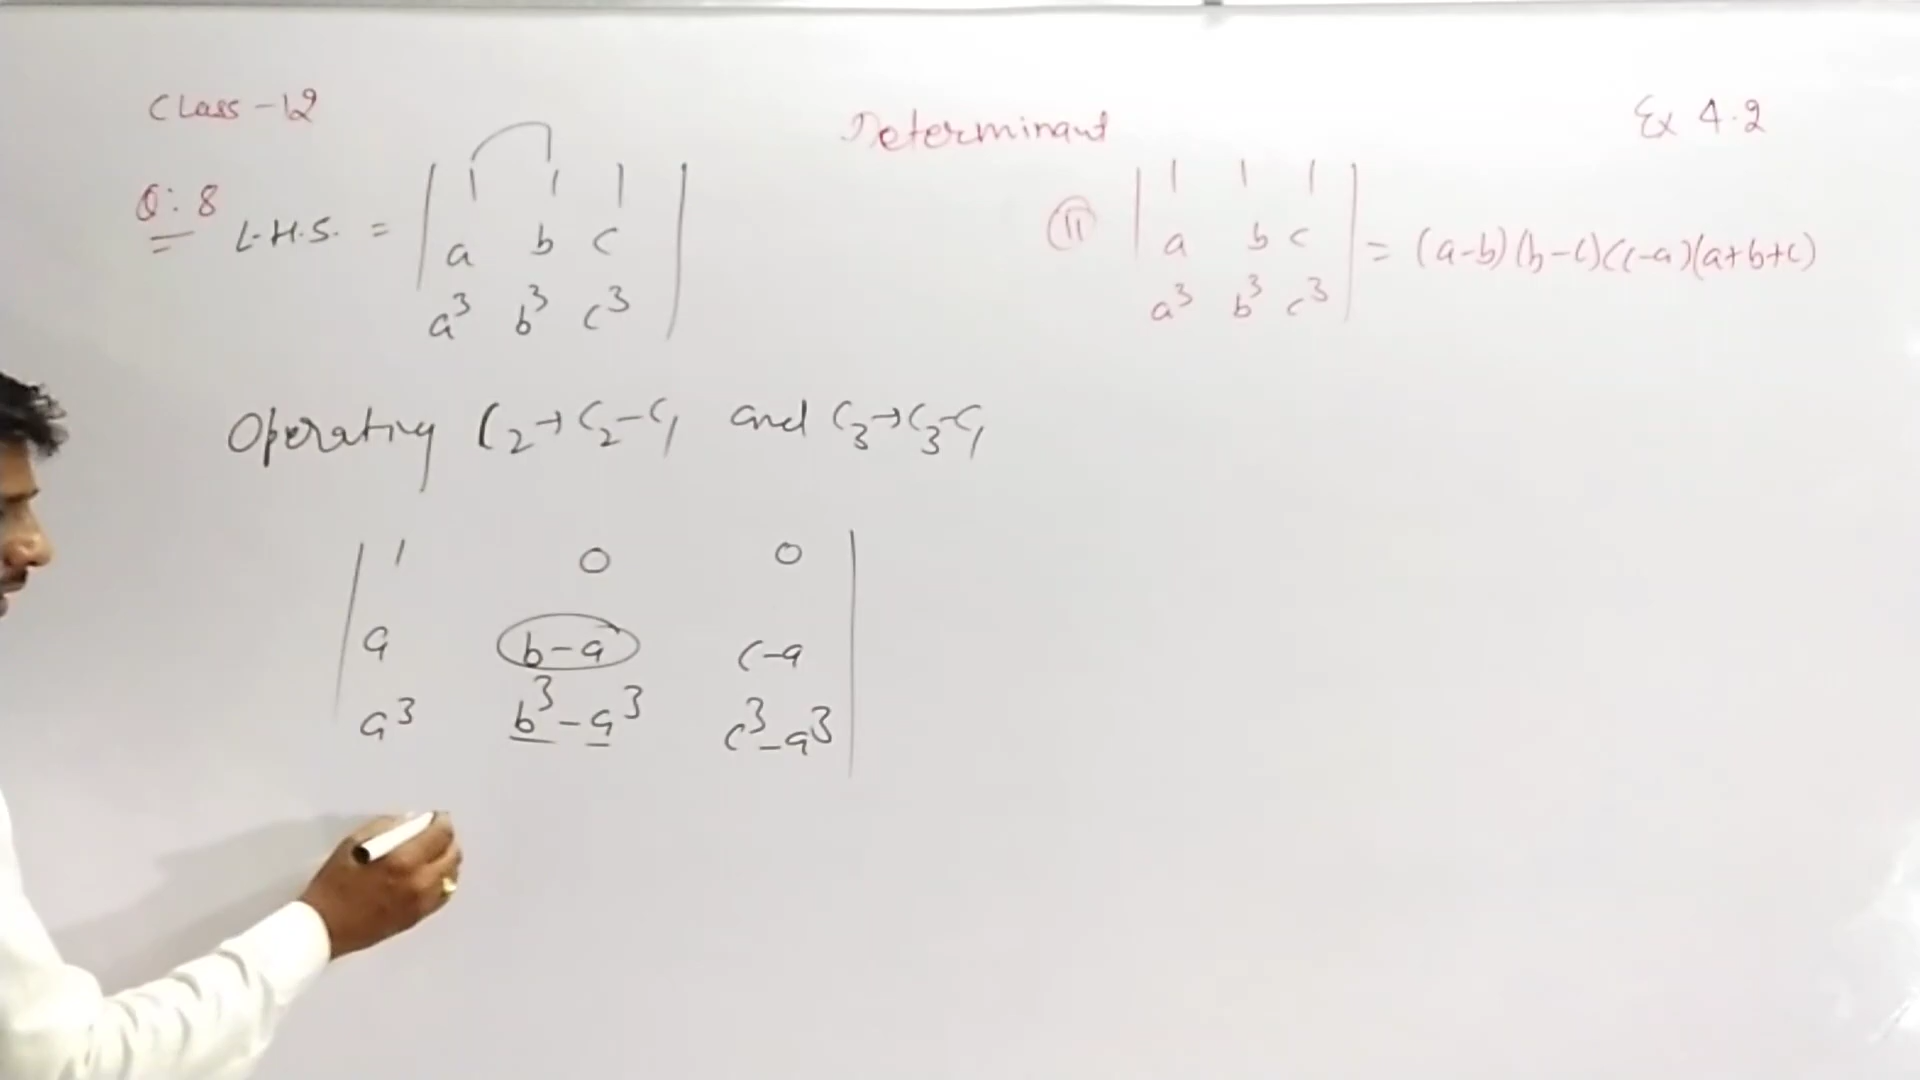 Class-12
Determinant
Ex 4.2
Q:8 L.H.S. = | 1 1 1 |
| a b c |
| a³ b³ c³ |
(ii) | 1 1 1 |
| a b c | = (a-b)(b-c)(c-a)(a+b+c)
| a³ b³ c³ |
Operating C₂→C₂-C₁ and C₃→C₃-C₁
| 1 0 0 |
| a b-a c-a |
| a³ b³-a³ c³-a³ |